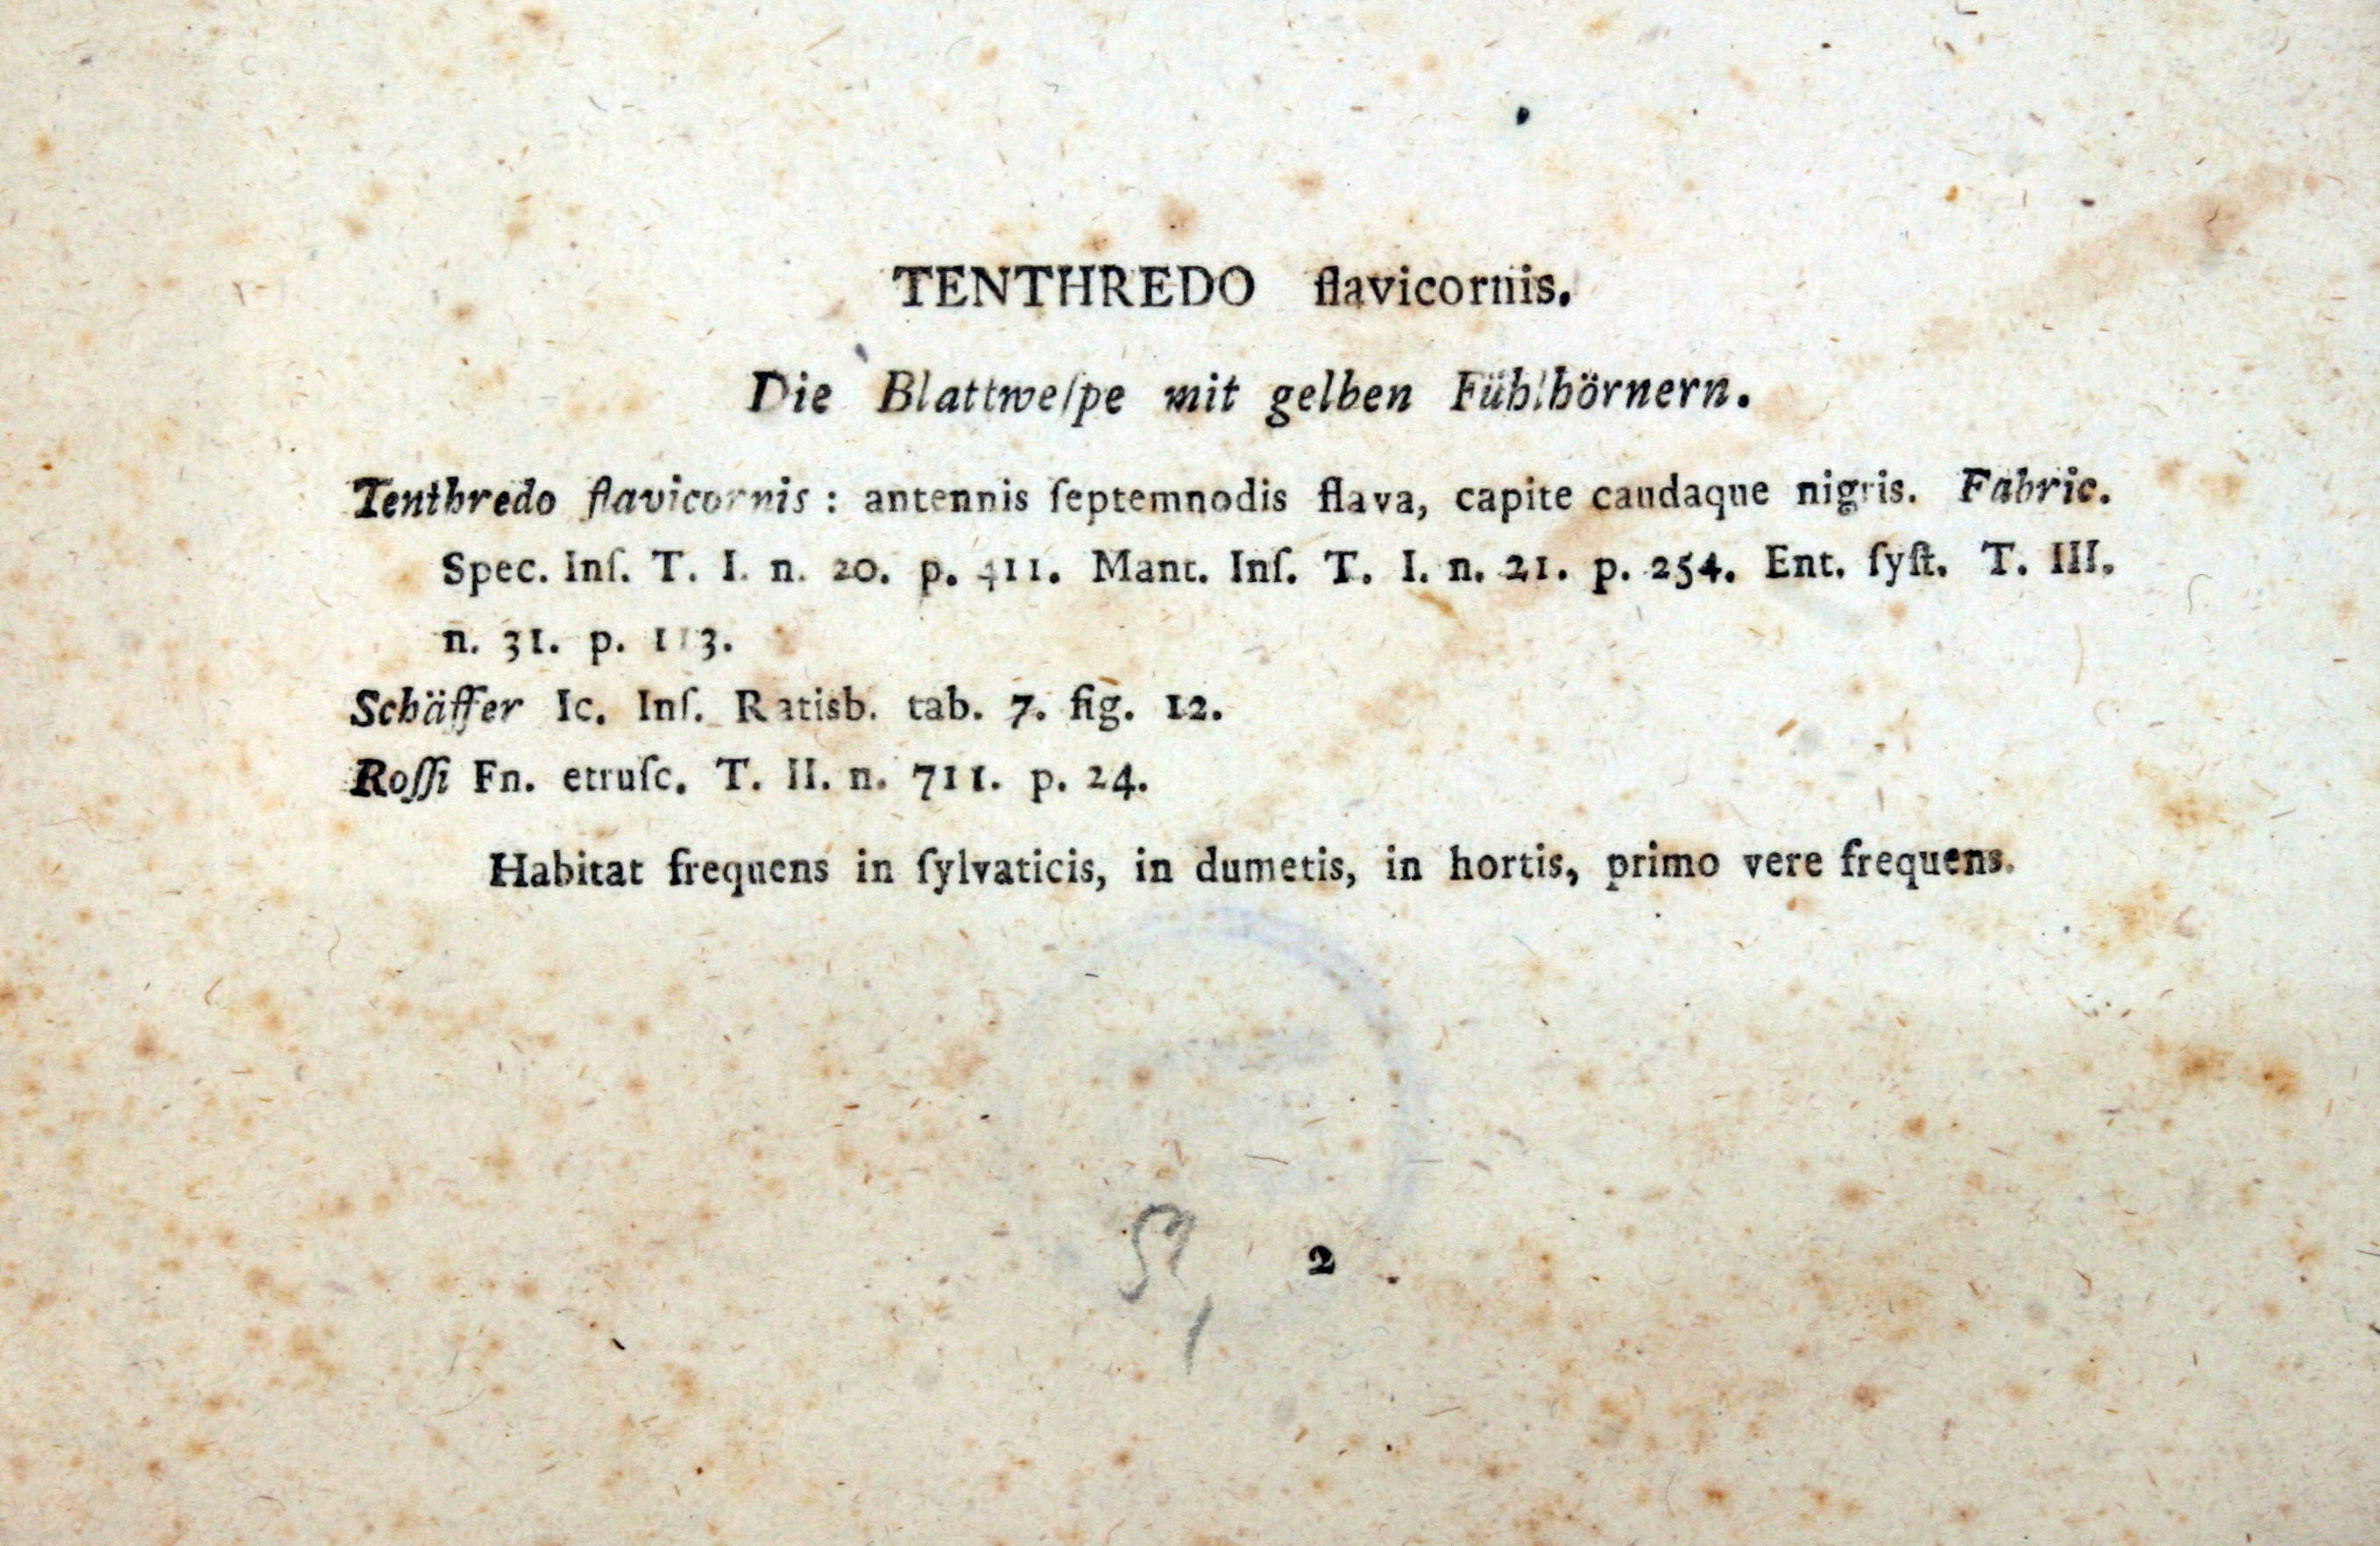 TENTHREDO flavicornis.
Die Blattweſpe mit gelben Fühlhörnern.
Tenthredo flavicornis: antennis ſeptemnodis flava, capite caudaque nigris. Fabric.
Spec. Inſ. T. I. n. 20. p. 411. Mant. Inſ. T. I. n. 21. p. 254. Ent. ſyſt. T. III.
n. 31. p. 113.
Schäffer Ic. Inſ. Ratisb. tab. 7. fig. 12.
Roſſi Fn. etruſc. T. II. n. 711. p. 24.
Habitat frequens in ſylvaticis, in dumetis, in hortis, primo vere frequens.
2